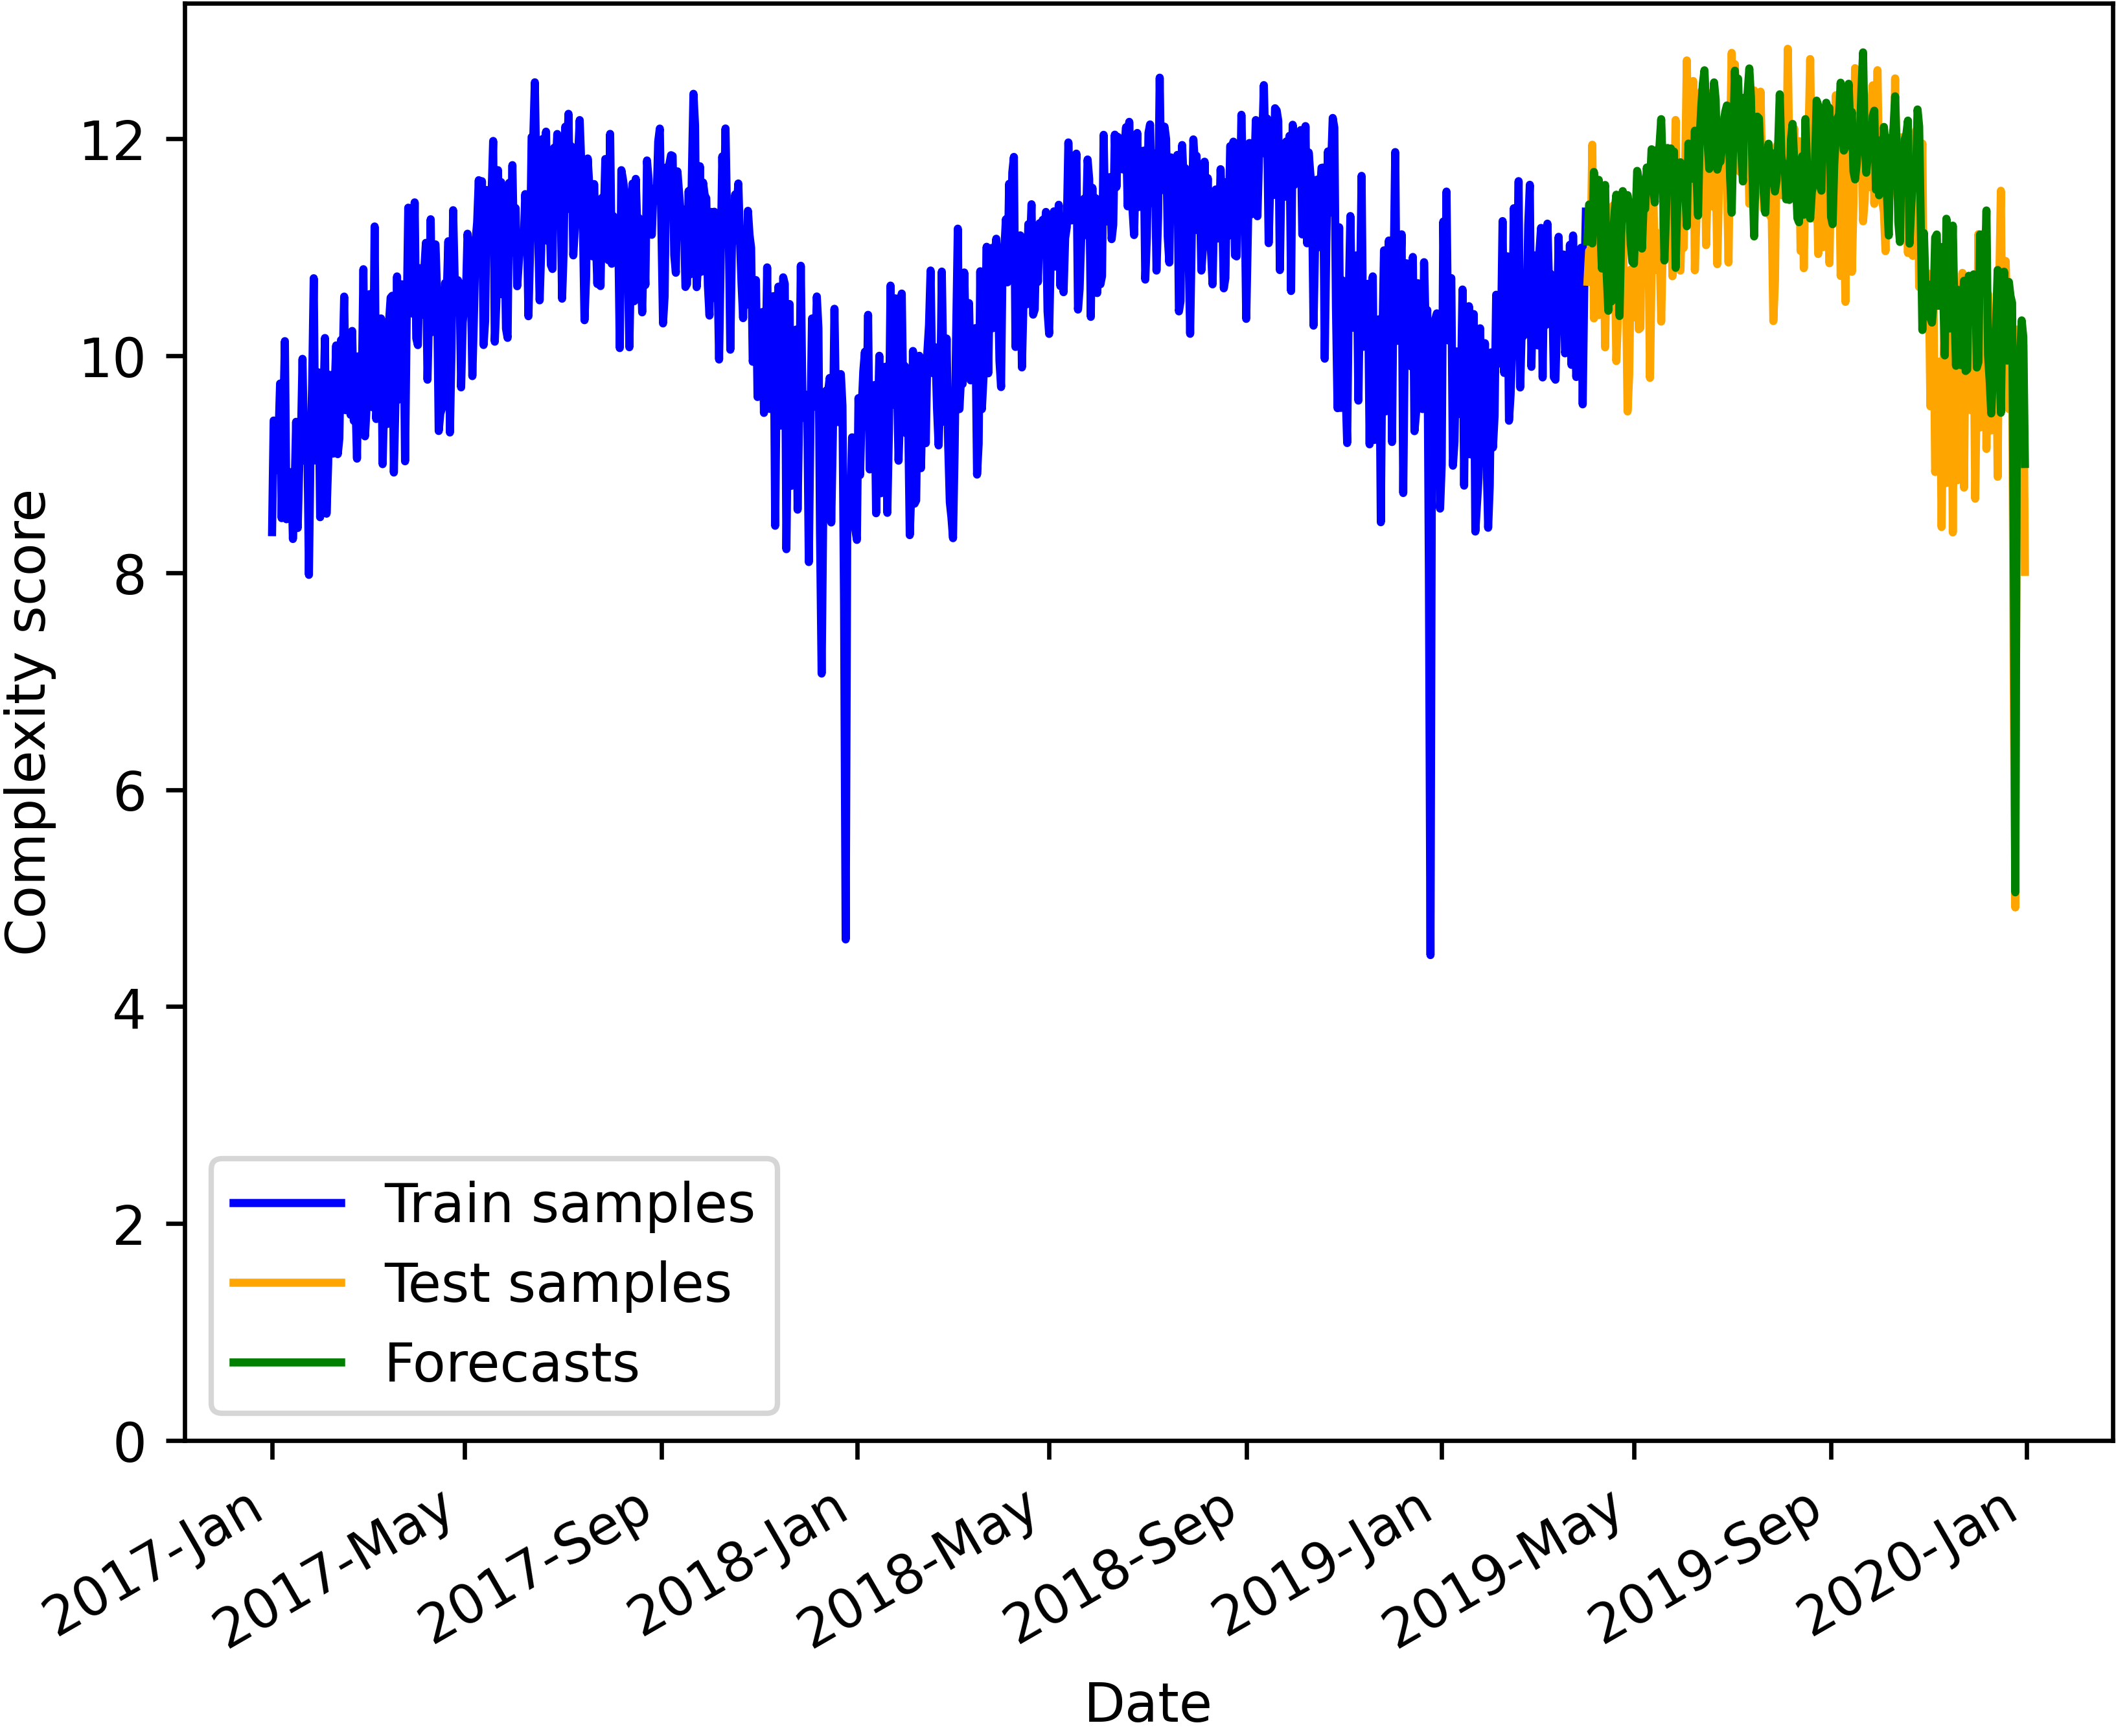 Complexity score
12
10
8
6
4
2
0
Train samples
Test samples
Forecasts
2017-Jan
2017-May
2017-Sep
2018-Jan
2018-May
2018-Sep
2019-Jan
2019-May
2019-Sep
2020-Jan
Date